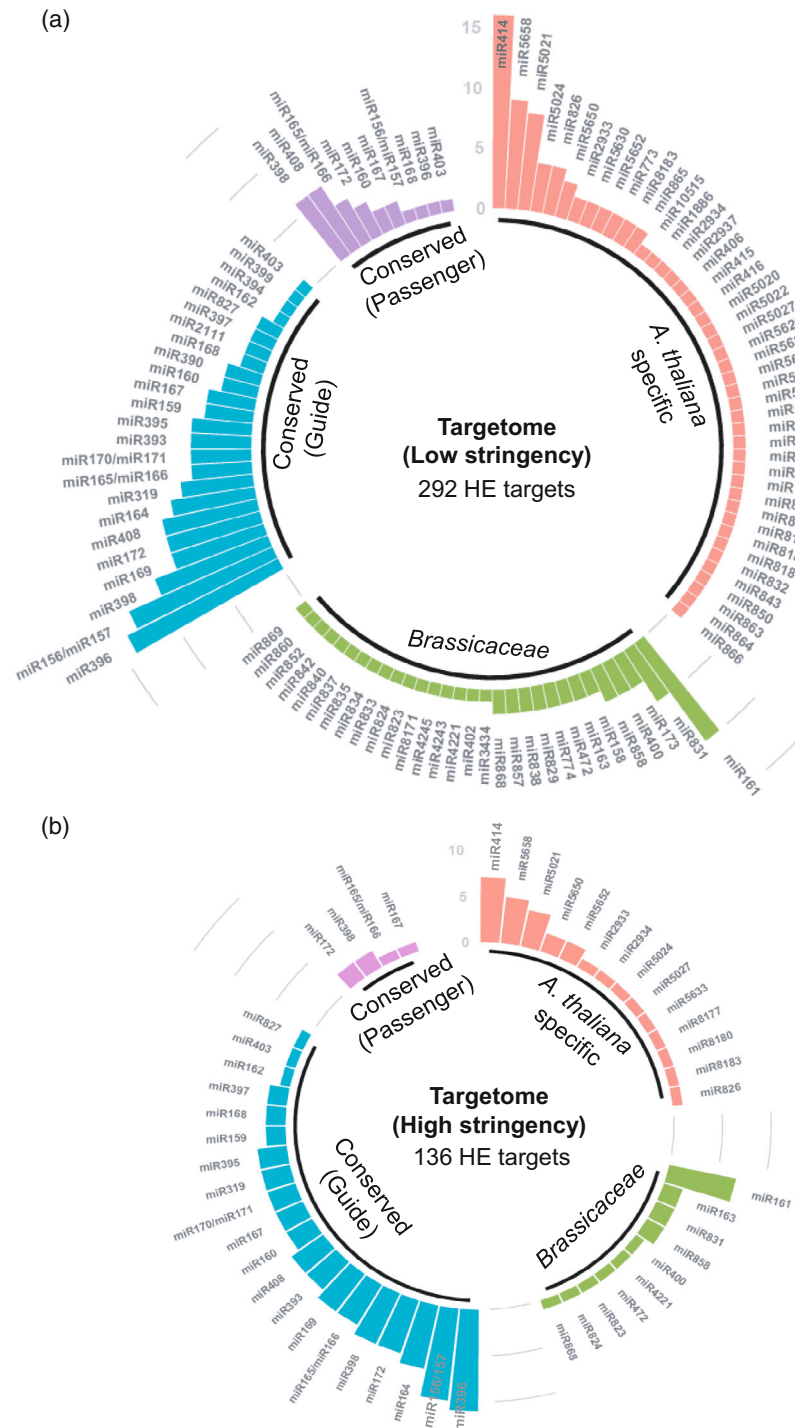 (a)
15
10
5
0
miR414
miR5658
miR5021
miR5024
miR826
miR5650
miR2933
miR5630
miR5652
miR773
miR8183
miR865
miR10515
miR1886
miR2934
miR2937
miR406
miR415
miR416
miR5020
miR5022
miR5027
miR818
miR832
miR843
miR850
miR863
miR864
miR866
A. thaliana
specific
miR161
miR831
miR173
miR400
miR858
miR158
miR163
miR472
miR774
miR829
miR838
miR857
miR868
miR3434
miR402
miR4221
miR4243
miR4245
miR8171
miR823
miR824
miR833
miR834
miR835
miR837
miR840
miR842
miR852
miR860
miR869
Brassicaceae
miR396
miR156/miR157
miR398
miR169
miR172
miR408
miR164
miR319
miR165/miR166
miR170/miR171
miR393
miR395
miR159
miR167
miR160
miR390
miR168
miR2111
miR397
miR827
miR162
miR394
miR399
miR403
Conserved
(Guide)
miR398
miR408
miR165/miR166
miR172
miR160
miR167
miR156/miR157
miR168
miR396
miR403
Conserved
(Passenger)
Targetome
(Low stringency)
292 HE targets
(b)
10
5
0
miR414
miR5658
miR5021
miR5650
miR5652
miR2933
miR2934
miR5024
miR5027
miR5633
miR8177
miR8180
miR8183
miR826
A. thaliana
specific
miR161
miR163
miR831
miR858
miR400
miR4221
miR472
miR823
miR824
miR868
Brassicaceae
miR396
miR156/157
miR164
miR172
miR398
miR165/miR166
miR169
miR393
miR408
miR160
miR167
miR170/miR171
miR319
miR395
miR159
miR168
miR397
miR162
miR403
miR827
Conserved
(Guide)
miR172
miR398
miR165/miR166
miR167
Conserved
(Passenger)
Targetome
(High stringency)
136 HE targets